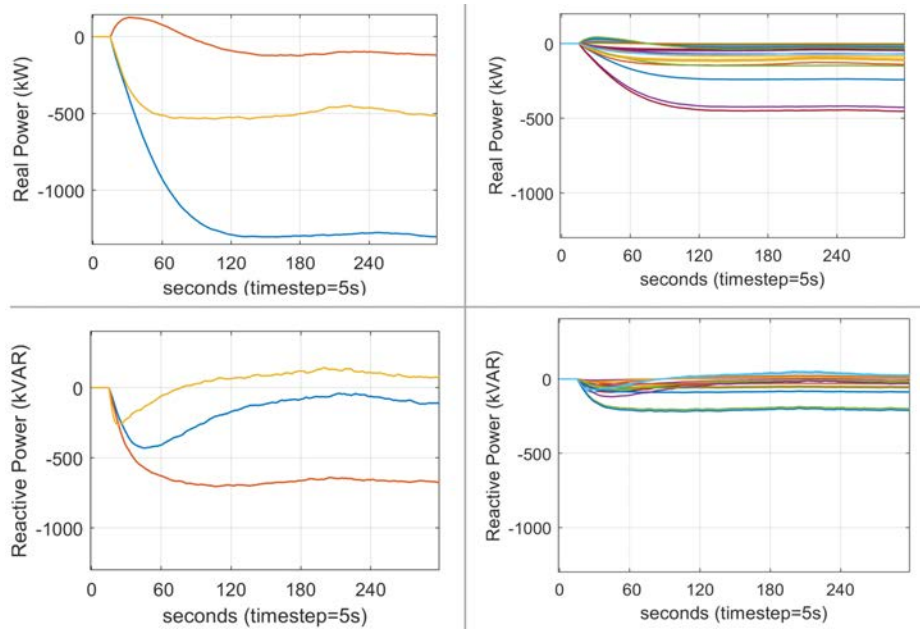 Real Power (kW)
0
-500
-1000
0 60 120 180 240
seconds (timestep=5s)
Real Power (kW)
0
-500
-1000
0 60 120 180 240
seconds (timestep=5s)
Reactive Power (kVAR)
0
-500
-1000
0 60 120 180 240
seconds (timestep=5s)
Reactive Power (kVAR)
0
-500
-1000
0 60 120 180 240
seconds (timestep=5s)